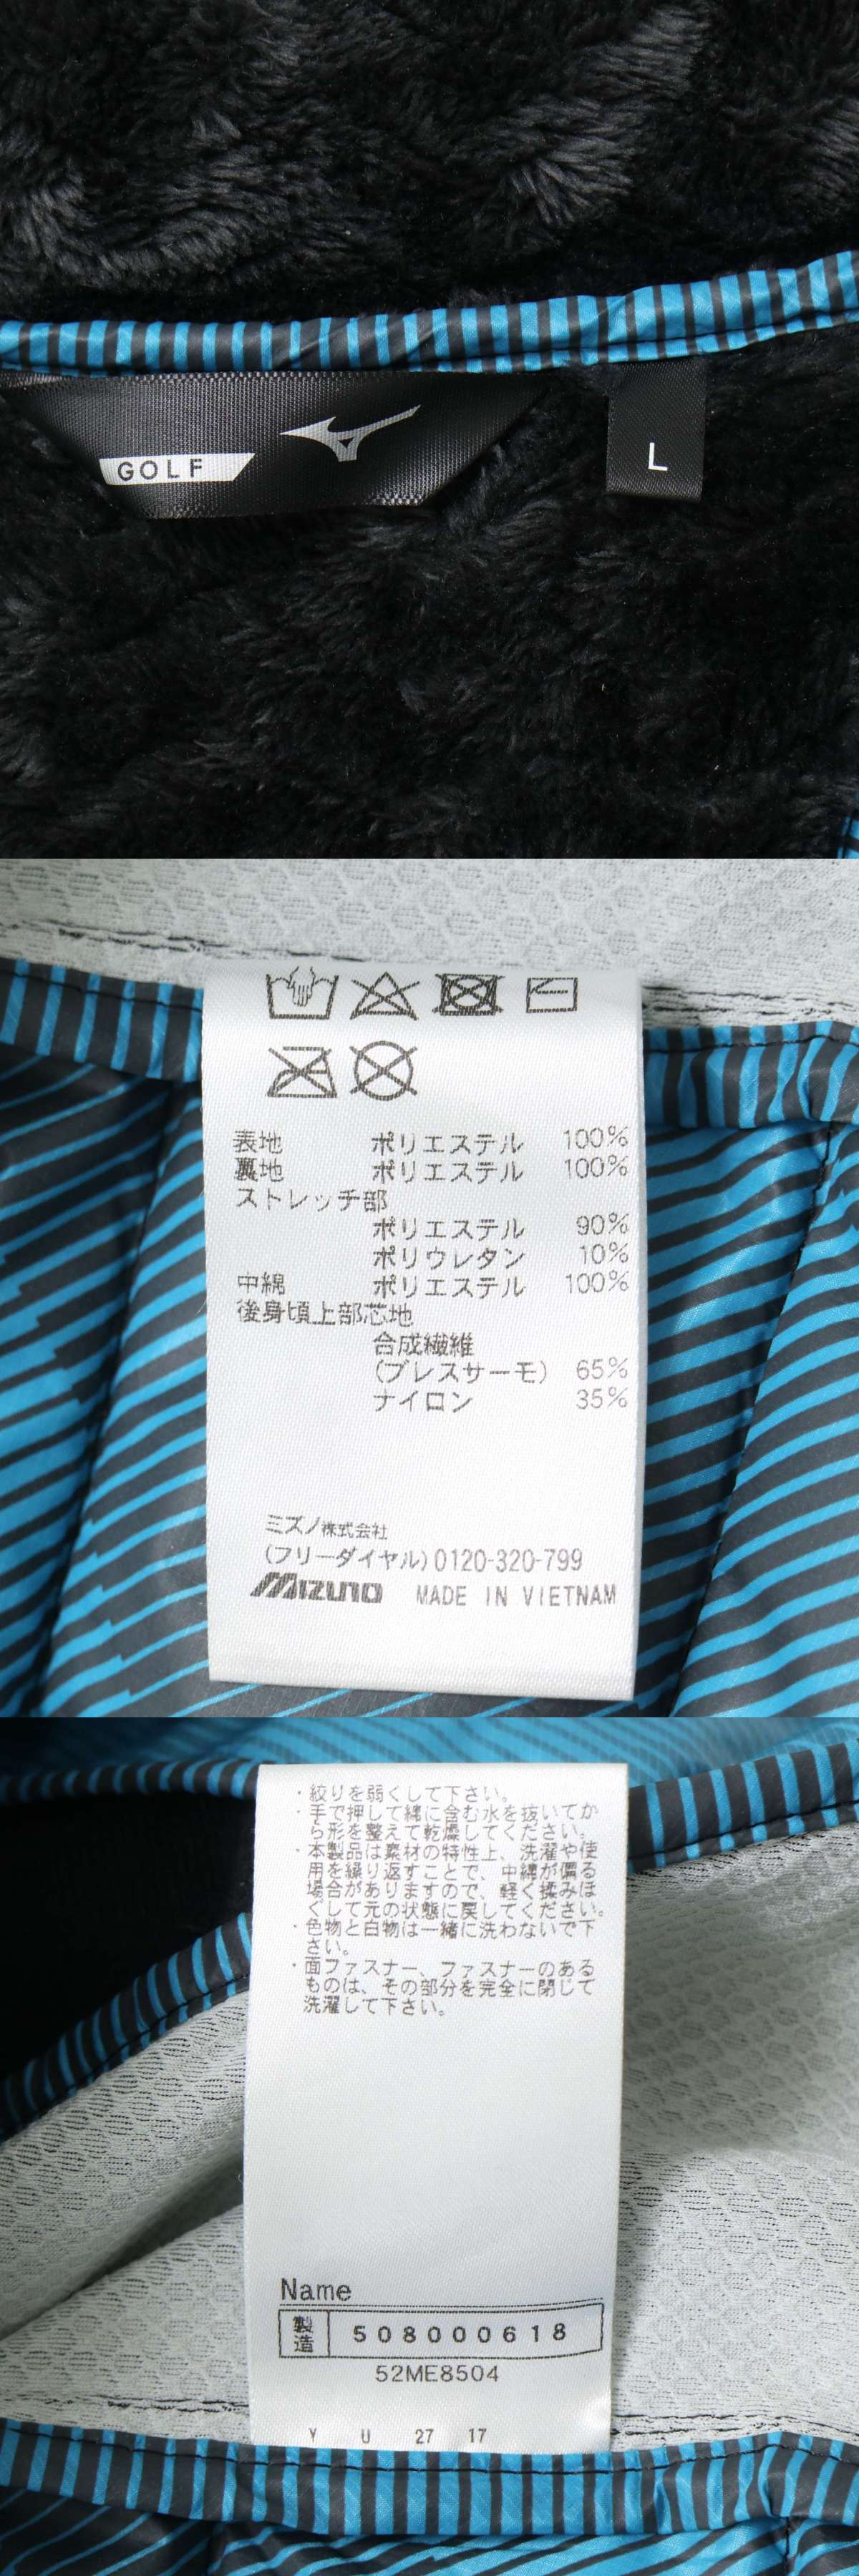 GOLF
L
表地 ポリエステル 100%
裏地 ポリエステル 100%
ストレッチ部
ポリエステル 90%
ポリウレタン 10%
中綿 ポリエステル 100%
後身頃上部芯地
合成繊維
(ブレスサーモ) 65%
ナイロン 35%
ミズノ株式会社
(フリーダイヤル)0120-320-799
MIZUNO MADE IN VIETNAM
・絞りを弱くして下さい。
・手で押して綿に含む水を抜いてか
ら形を整えて乾燥してください。
・本製品は素材の特性上、洗濯や使
用を繰り返すことで、中綿が偏る
場合がありますので、軽く揉みほ
ぐして元の状態に戻してください。
・色物と白物は一緒に洗わないで下
さい。
・面ファスナー、ファスナーのある
ものは、その部分を完全に閉じて
洗濯して下さい。
Name
製造 508000618
52ME8504
Y U 27 17